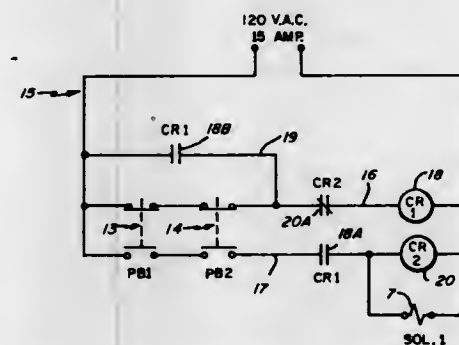 120 V.A.C.
15 AMP.
15
CR1
18B
19
CR2
16
18
CR
1
13
14
20A
18A
CR
2
PB1
PB2
17
CR1
20
7
SOL. 1